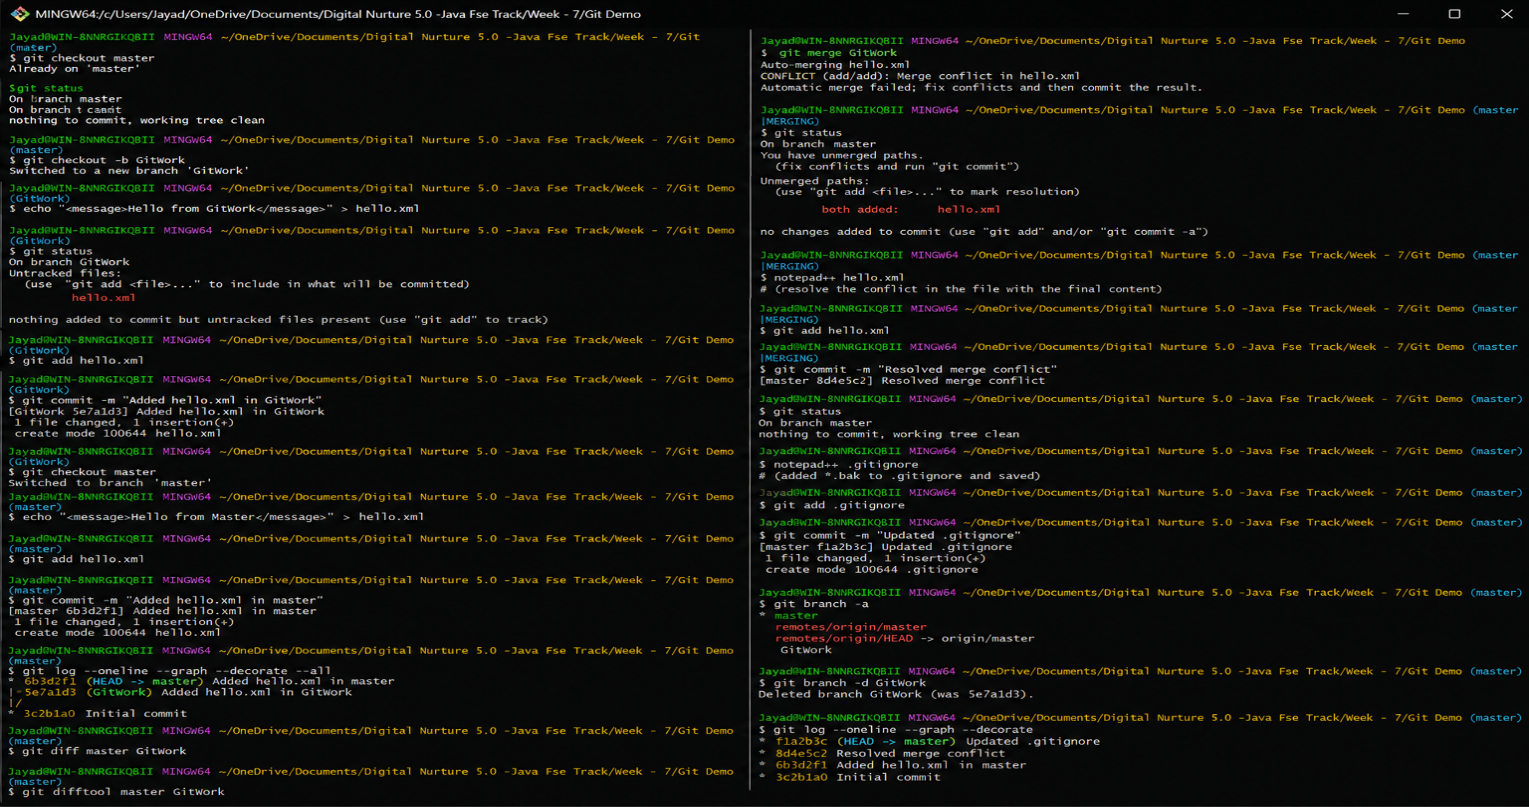 MINGW64:/c/Users/Jayad/OneDrive/Documents/Digital Nurture 5.0 -Java Fse Track/Week - 7/Git Demo
Jayad@WIN-8NNRGIKQBII MINGW64 ~/OneDrive/Documents/Digital Nurture 5.0 -Java Fse Track/Week - 7/Git
(master)
$ git checkout master
Already on 'master'
$git status
On branch master
On branch t camit
nothing to commit, working tree clean
Jayad@WIN-8NNRGIKQBII MINGW64 ~/OneDrive/Documents/Digital Nurture 5.0 -Java Fse Track/Week - 7/Git Demo
(master)
$ git checkout -b GitWork
Switched to a new branch 'GitWork'
Jayad@WIN-8NNRGIKQBII MINGW64 ~/OneDrive/Documents/Digital Nurture 5.0 -Java Fse Track/Week - 7/Git Demo
(GitWork)
$ echo "<message>Hello from GitWork</message>" > hello.xml
Jayad@WIN-8NNRGIKQBII MINGW64 ~/OneDrive/Documents/Digital Nurture 5.0 -Java Fse Track/Week - 7/Git Demo
(GitWork)
$ git status
On branch GitWork
Untracked files:
(use "git add <file>..." to include in what will be committed)
hello.xml
nothing added to commit but untracked files present (use "git add" to track)
Jayad@WIN-8NNRGIKQBII MINGW64 ~/OneDrive/Documents/Digital Nurture 5.0 -Java Fse Track/Week - 7/Git Demo
(GitWork)
$ git add hello.xml
Jayad@WIN-8NNRGIKQBII MINGW64 ~/OneDrive/Documents/Digital Nurture 5.0 -Java Fse Track/Week - 7/Git Demo
(GitWork)
$ git commit -m "Added hello.xml in GitWork"
[GitWork 5e7a1d3] Added hello.xml in GitWork
1 file changed, 1 insertion(+)
create mode 100644 hello.xml
Jayad@WIN-8NNRGIKQBII MINGW64 ~/OneDrive/Documents/Digital Nurture 5.0 -Java Fse Track/Week - 7/Git Demo
(GitWork)
$ git checkout master
Switched to branch 'master'
Jayad@WIN-8NNRGIKQBII MINGW64 ~/OneDrive/Documents/Digital Nurture 5.0 -Java Fse Track/Week - 7/Git Demo
(master)
$ echo "<message>Hello from Master</message>" > hello.xml
Jayad@WIN-8NNRGIKQBII MINGW64 ~/OneDrive/Documents/Digital Nurture 5.0 -Java Fse Track/Week - 7/Git Demo
(master)
$ git add hello.xml
Jayad@WIN-8NNRGIKQBII MINGW64 ~/OneDrive/Documents/Digital Nurture 5.0 -Java Fse Track/Week - 7/Git Demo
(master)
$ git commit -m "Added hello.xml in master"
[master 6b3d2f1] Added hello.xml in master
1 file changed, 1 insertion(+)
create mode 100644 hello.xml
Jayad@WIN-8NNRGIKQBII MINGW64 ~/OneDrive/Documents/Digital Nurture 5.0 -Java Fse Track/Week - 7/Git Demo
(master)
$ git log --oneline --graph --decorate --all
* 6b3d2f1 (HEAD -> master) Added hello.xml in master
|-5e7a1d3 (GitWork) Added hello.xml in GitWork
|/
* 3c2b1a0 Initial commit
Jayad@WIN-8NNRGIKQBII MINGW64 ~/OneDrive/Documents/Digital Nurture 5.0 -Java Fse Track/Week - 7/Git Demo
(master)
$ git diff master GitWork
Jayad@WIN-8NNRGIKQBII MINGW64 ~/OneDrive/Documents/Digital Nurture 5.0 -Java Fse Track/Week - 7/Git Demo
(master)
$ git difftool master GitWork
Jayad@WIN-8NNRGIKQBII MINGW64 ~/OneDrive/Documents/Digital Nurture 5.0 -Java Fse Track/Week - 7/Git Demo
$ git merge GitWork
Auto-merging hello.xml
CONFLICT (add/add): Merge conflict in hello.xml
Automatic merge failed; fix conflicts and then commit the result.
Jayad@WIN-8NNRGIKQBII MINGW64 ~/OneDrive/Documents/Digital Nurture 5.0 -Java Fse Track/Week - 7/Git Demo (master
|MERGING)
$ git status
On branch master
You have unmerged paths.
(fix conflicts and run "git commit")
Unmerged paths:
(use "git add <file>..." to mark resolution)
both added: hello.xml
no changes added to commit (use "git add" and/or "git commit -a")
Jayad@WIN-8NNRGIKQBII MINGW64 ~/OneDrive/Documents/Digital Nurture 5.0 -Java Fse Track/Week - 7/Git Demo (master
|MERGING)
$ notepad++ hello.xml
# (resolve the conflict in the file with the final content)
Jayad@WIN-8NNRGIKQBII MINGW64 ~/OneDrive/Documents/Digital Nurture 5.0 -Java Fse Track/Week - 7/Git Demo (master
|MERGING)
$ git add hello.xml
Jayad@WIN-8NNRGIKQBII MINGW64 ~/OneDrive/Documents/Digital Nurture 5.0 -Java Fse Track/Week - 7/Git Demo (master
|MERGING)
$ git commit -m "Resolved merge conflict"
[master 8d4e5c2] Resolved merge conflict
Jayad@WIN-8NNRGIKQBII MINGW64 ~/OneDrive/Documents/Digital Nurture 5.0 -Java Fse Track/Week - 7/Git Demo (master)
$ git status
On branch master
nothing to commit, working tree clean
Jayad@WIN-8NNRGIKQBII MINGW64 ~/OneDrive/Documents/Digital Nurture 5.0 -Java Fse Track/Week - 7/Git Demo (master)
$ notepad++ .gitignore
# (added *.bak to .gitignore and saved)
Jayad@WIN-8NNRGIKQBII MINGW64 ~/OneDrive/Documents/Digital Nurture 5.0 -Java Fse Track/Week - 7/Git Demo (master)
$ git add .gitignore
Jayad@WIN-8NNRGIKQBII MINGW64 ~/OneDrive/Documents/Digital Nurture 5.0 -Java Fse Track/Week - 7/Git Demo (master)
$ git commit -m "Updated .gitignore"
[master f1a2b3c] Updated .gitignore
1 file changed, 1 insertion(+)
create mode 100644 .gitignore
Jayad@WIN-8NNRGIKQBII MINGW64 ~/OneDrive/Documents/Digital Nurture 5.0 -Java Fse Track/Week - 7/Git Demo (master)
$ git branch -a
* master
remotes/origin/master
remotes/origin/HEAD -> origin/master
GitWork
Jayad@WIN-8NNRGIKQBII MINGW64 ~/OneDrive/Documents/Digital Nurture 5.0 -Java Fse Track/Week - 7/Git Demo (master)
$ git branch -d GitWork
Deleted branch GitWork (was 5e7a1d3).
Jayad@WIN-8NNRGIKQBII MINGW64 ~/OneDrive/Documents/Digital Nurture 5.0 -Java Fse Track/Week - 7/Git Demo (master)
$ git log --oneline --graph --decorate
* f1a2b3c (HEAD -> master) Updated .gitignore
* 8d4e5c2 Resolved merge conflict
* 6b3d2f1 Added hello.xml in master
* 3c2b1a0 Initial commit